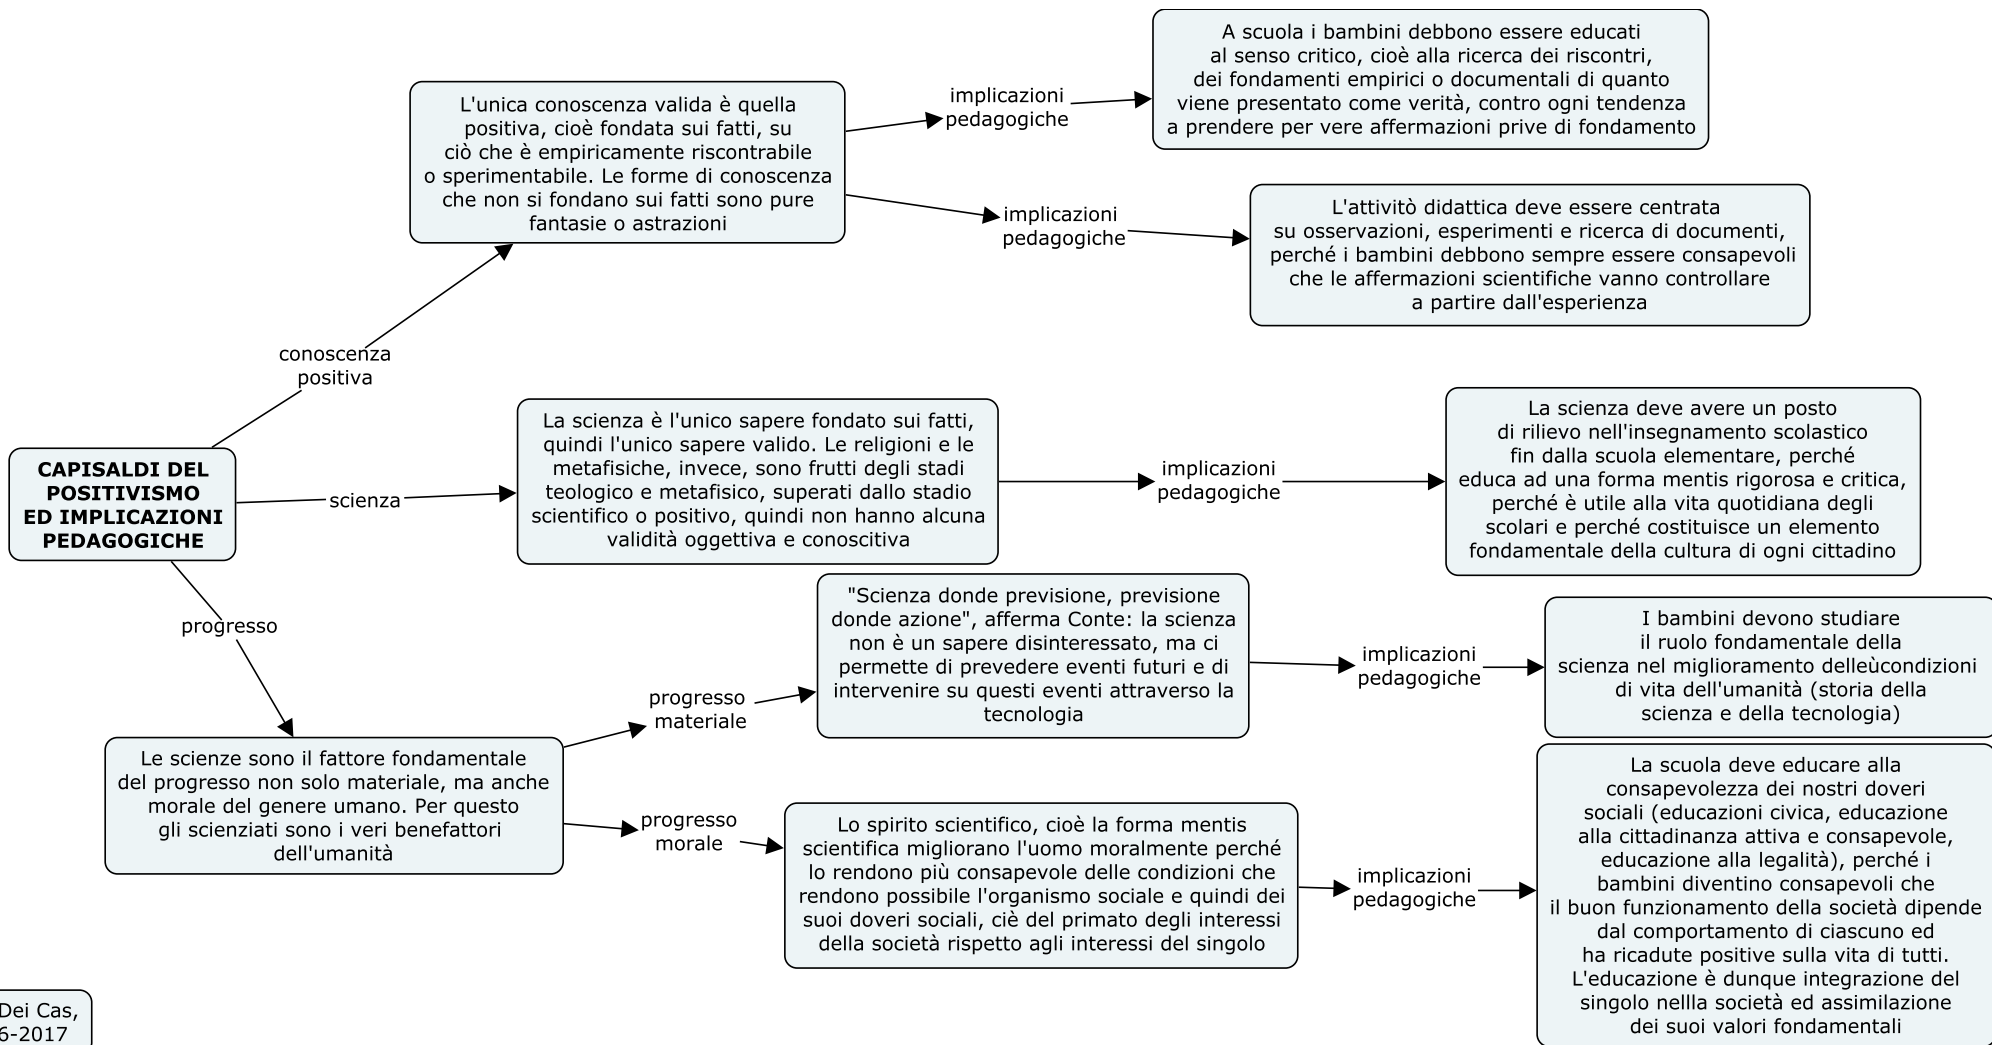 A scuola i bambini debbono essere educati
al senso critico, cioè alla ricerca dei riscontri,
dei fondamenti empirici o documentali di quanto
viene presentato come verità, contro ogni tendenza
a prendere per vere affermazioni prive di fondamento
implicazioni
pedagogiche
L'unica conoscenza valida è quella
positiva, cioè fondata sui fatti, su
ciò che è empiricamente riscontrabile
o sperimentabile. Le forme di conoscenza
che non si fondano sui fatti sono pure
fantasie o astrazioni
implicazioni
pedagogiche
L'attivitò didattica deve essere centrata
su osservazioni, esperimenti e ricerca di documenti,
perché i bambini debbono sempre essere consapevoli
che le affermazioni scientifiche vanno controllare
a partire dall'esperienza
conoscenza
positiva
CAPISALDI DEL
POSITIVISMO
ED IMPLICAZIONI
PEDAGOGICHE
scienza
La scienza è l'unico sapere fondato sui fatti,
quindi l'unico sapere valido. Le religioni e le
metafisiche, invece, sono frutti degli stadi
teologico e metafisico, superati dallo stadio
scientifico o positivo, quindi non hanno alcuna
validità oggettiva e conoscitiva
implicazioni
pedagogiche
La scienza deve avere un posto
di rilievo nell'insegnamento scolastico
fin dalla scuola elementare, perché
educa ad una forma mentis rigorosa e critica,
perché è utile alla vita quotidiana degli
scolari e perché costituisce un elemento
fondamentale della cultura di ogni cittadino
progresso
Le scienze sono il fattore fondamentale
del progresso non solo materiale, ma anche
morale del genere umano. Per questo
gli scienziati sono i veri benefattori
dell'umanità
progresso
materiale
"Scienza donde previsione, previsione
donde azione", afferma Conte: la scienza
non è un sapere disinteressato, ma ci
permette di prevedere eventi futuri e di
intervenire su questi eventi attraverso la
tecnologia
implicazioni
pedagogiche
I bambini devono studiare
il ruolo fondamentale della
scienza nel miglioramento delleùcondizioni
di vita dell'umanità (storia della
scienza e della tecnologia)
progresso
morale
Lo spirito scientifico, cioè la forma mentis
scientifica migliorano l'uomo moralmente perché
lo rendono più consapevole delle condizioni che
rendono possibile l'organismo sociale e quindi dei
suoi doveri sociali, ciè del primato degli interessi
della società rispetto agli interessi del singolo
implicazioni
pedagogiche
La scuola deve educare alla
consapevolezza dei nostri doveri
sociali (educazioni civica, educazione
alla cittadinanza attiva e consapevole,
educazione alla legalità), perché i
bambini diventino consapevoli che
il buon funzionamento della società dipende
dal comportamento di ciascuno ed
ha ricadute positive sulla vita di tutti.
L'educazione è dunque integrazione del
singolo nellla società ed assimilazione
dei suoi valori fondamentali
Dei Cas,
6-2017